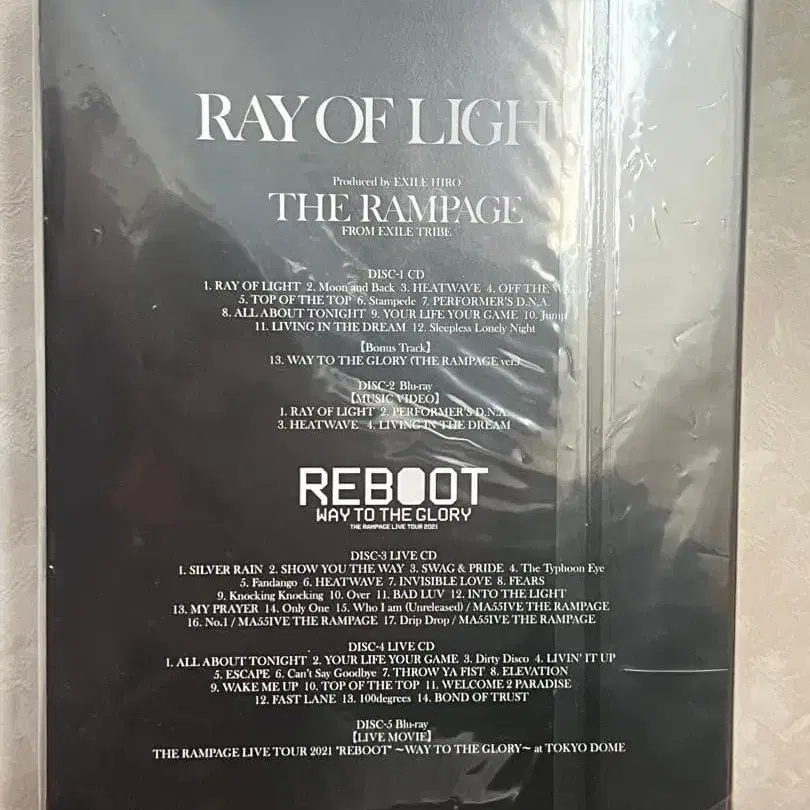 RAY OF LIGH
Produced by EXILE HIRO
THE RAMPAGE
FROM EXILE TRIBE
DISC-1 CD
1. RAY OF LIGHT 2. Moon and Back 3. HEATWAVE 4. OFF THE
5. TOP OF THE TOP 6. Stampede 7. PERFORMER'S D.N.A.
8. ALL ABOUT TONIGHT 9. YOUR LIFE YOUR GAME 10. Jump
11. LIVING IN THE DREAM 12. Sleepless Lonely Night
【Bonus Track】
13. WAY TO THE GLORY (THE RAMPAGE ver.)
DISC-2 Blu-ray
【MUSIC VIDEO】
1. RAY OF LIGHT 2. PERFORMER'S D.N.A.
3. HEATWAVE 4. LIVING IN THE DREAM
REBOOT
WAY TO THE GLORY
THE RAMPAGE LIVE TOUR 2021
DISC-3 LIVE CD
1. SILVER RAIN 2. SHOW YOU THE WAY 3. SWAG & PRIDE 4. The Typhoon Eye
5. Fandango 6. HEATWAVE 7. INVISIBLE LOVE 8. FEARS
9. Knocking Knocking 10. Over 11. BAD LUV 12. INTO THE LIGHT
13. MY PRAYER 14. Only One 15. Who I am (Unreleased) / MA55IVE THE RAMPAGE
16. No.1 / MA55IVE THE RAMPAGE 17. Drip Drop / MA55IVE THE RAMPAGE
DISC-4 LIVE CD
1. ALL ABOUT TONIGHT 2. YOUR LIFE YOUR GAME 3. Dirty Disco 4. LIVIN' IT UP
5. ESCAPE 6. Can't Say Goodbye 7. THROW YA FIST 8. ELEVATION
9. WAKE ME UP 10. TOP OF THE TOP 11. WELCOME 2 PARADISE
12. FAST LANE 13. 100degrees 14. BOND OF TRUST
DISC-5 Blu-ray
【LIVE MOVIE】
THE RAMPAGE LIVE TOUR 2021 "REBOOT" ~WAY TO THE GLORY~ at TOKYO DOME